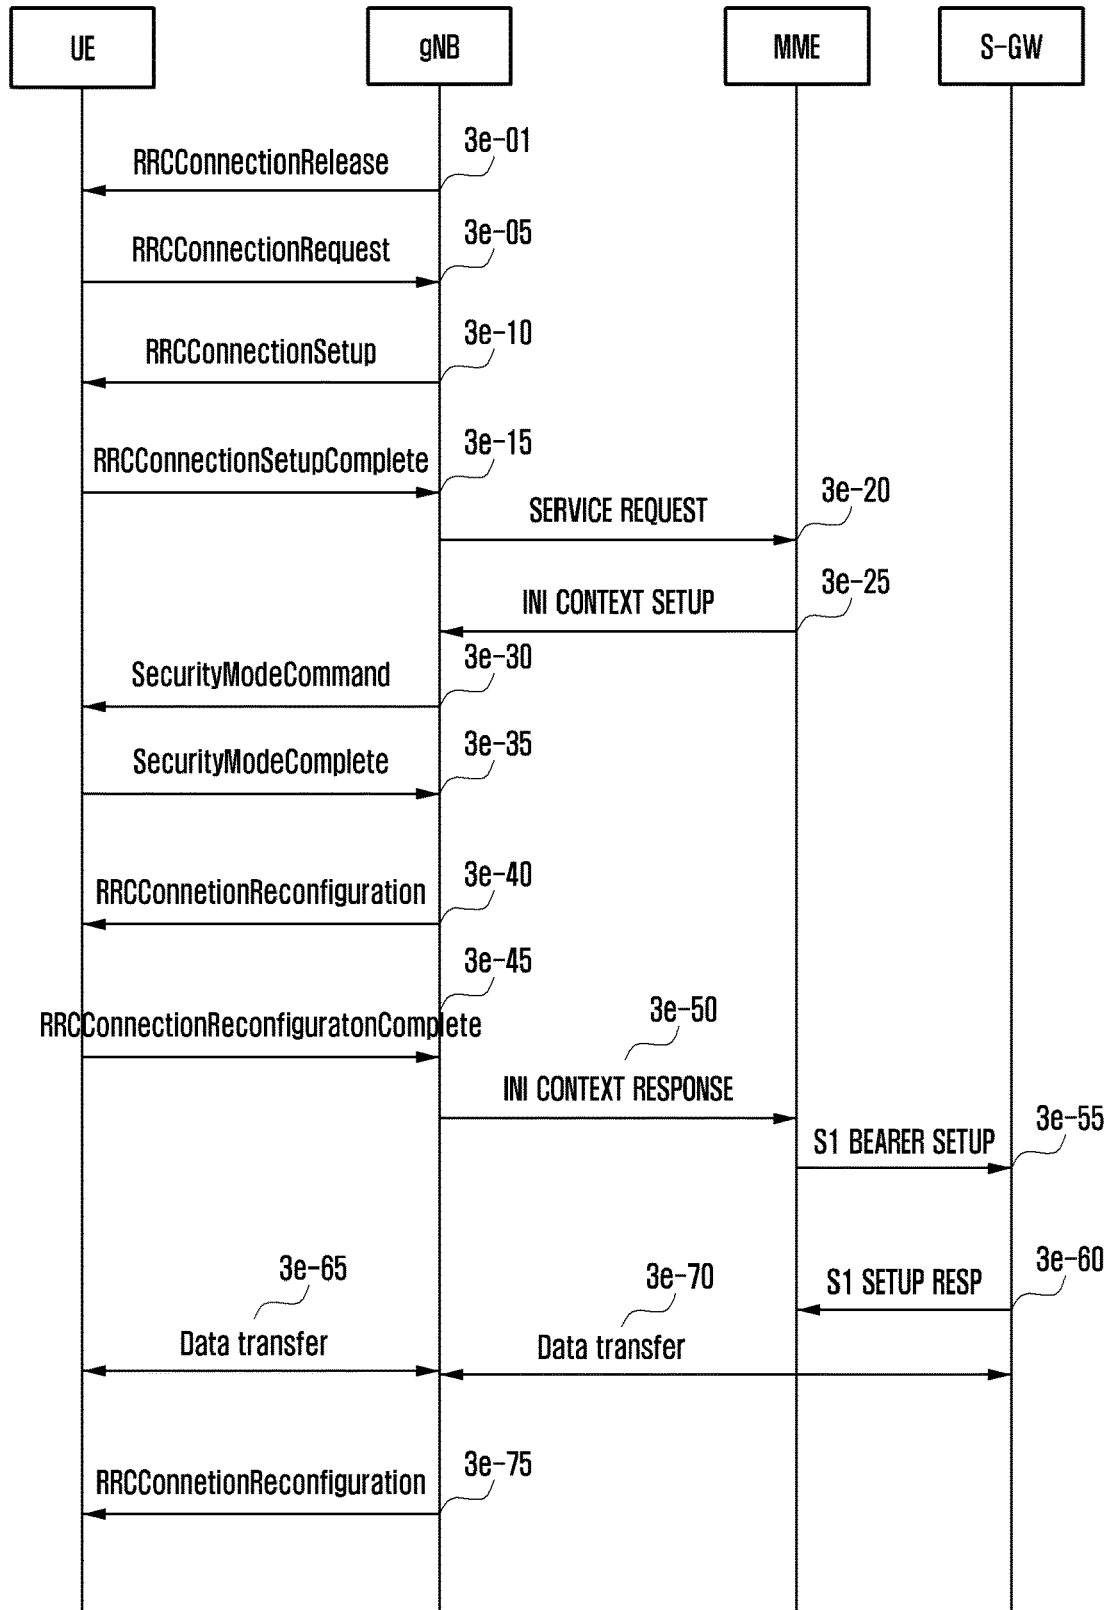 UE
gNB
MME
S-GW
3e-01
RRCConnectionRelease
3e-05
RRCConnectionRequest
3e-10
RRCConnectionSetup
3e-15
RRCConnectionSetupComplete
3e-20
SERVICE REQUEST
3e-25
INI CONTEXT SETUP
3e-30
SecurityModeCommand
3e-35
SecurityModeComplete
3e-40
RRCConnetionReconfiguration
3e-45
RRCConnectionReconfiguratonComplete
3e-50
INI CONTEXT RESPONSE
3e-55
S1 BEARER SETUP
3e-60
S1 SETUP RESP
3e-65
Data transfer
3e-70
Data transfer
3e-75
RRCConnetionReconfiguration